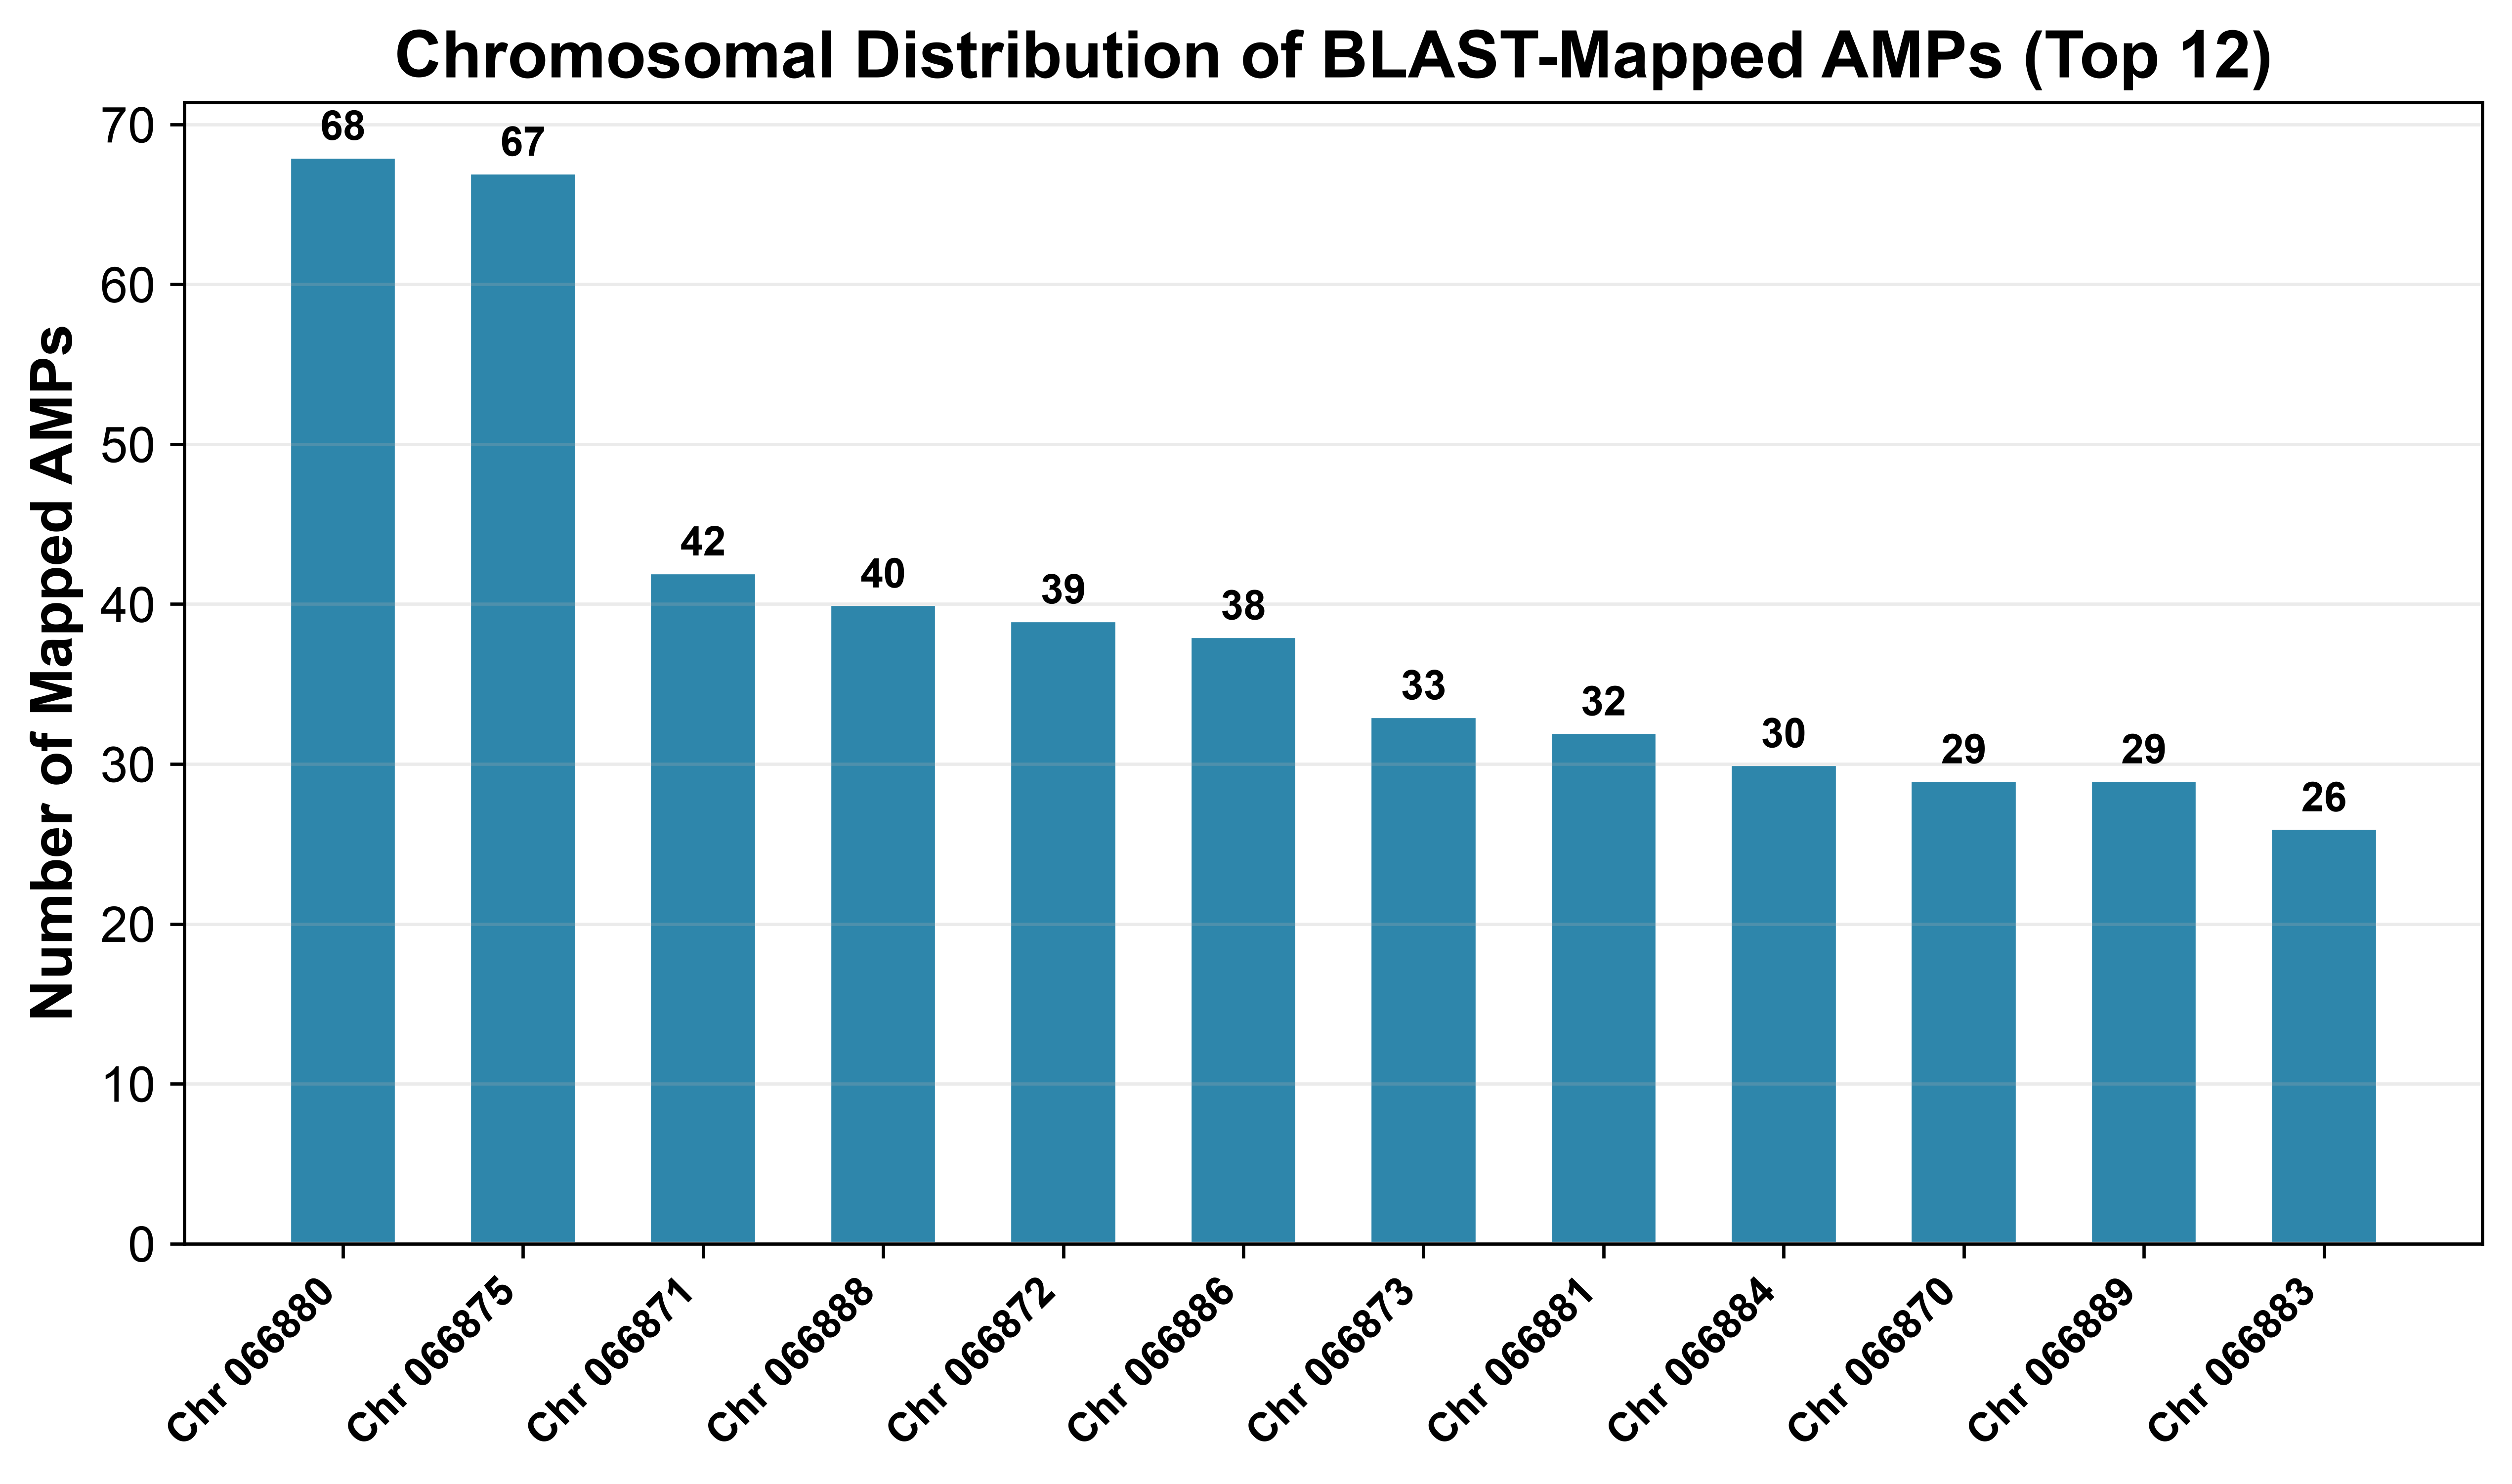 Chromosomal Distribution of BLAST-Mapped AMPs (Top 12)
Number of Mapped AMPs
70
60
50
40
30
20
10
0
68
67
42
40
39
38
33
32
30
29
29
26
Chr 066880
Chr 066875
Chr 066871
Chr 066888
Chr 066872
Chr 066886
Chr 066873
Chr 066881
Chr 066884
Chr 066870
Chr 066889
Chr 066883